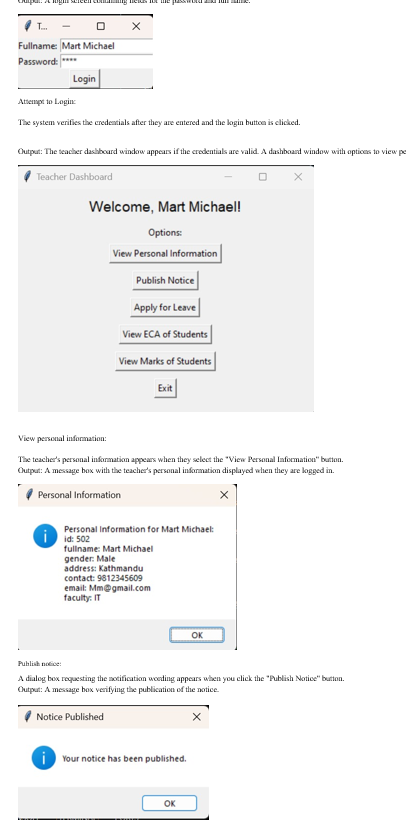 Output: A login screen containing fields for the password and full name.
T...
Fullname: Mart Michael
Password: ****
Login
Attempt to Login:
The system verifies the credentials after they are entered and the login button is clicked.
Output: The teacher dashboard window appears if the credentials are valid. A dashboard window with options to view pe
Teacher Dashboard
Welcome, Mart Michael!
Options:
View Personal Information
Publish Notice
Apply for Leave
View ECA of Students
View Marks of Students
Exit
View personal information:
The teacher's personal information appears when they select the "View Personal Information" button.
Output: A message box with the teacher's personal information displayed when they are logged in.
Personal Information
Personal Information for Mart Michael:
id: 502
fullname: Mart Michael
gender: Male
address: Kathmandu
contact: 9812345609
email: Mm@gmail.com
faculty: IT
OK
Publish notice:
A dialog box requesting the notification wording appears when you click the "Publish Notice" button.
Output: A message box verifying the publication of the notice.
Notice Published
Your notice has been published.
OK